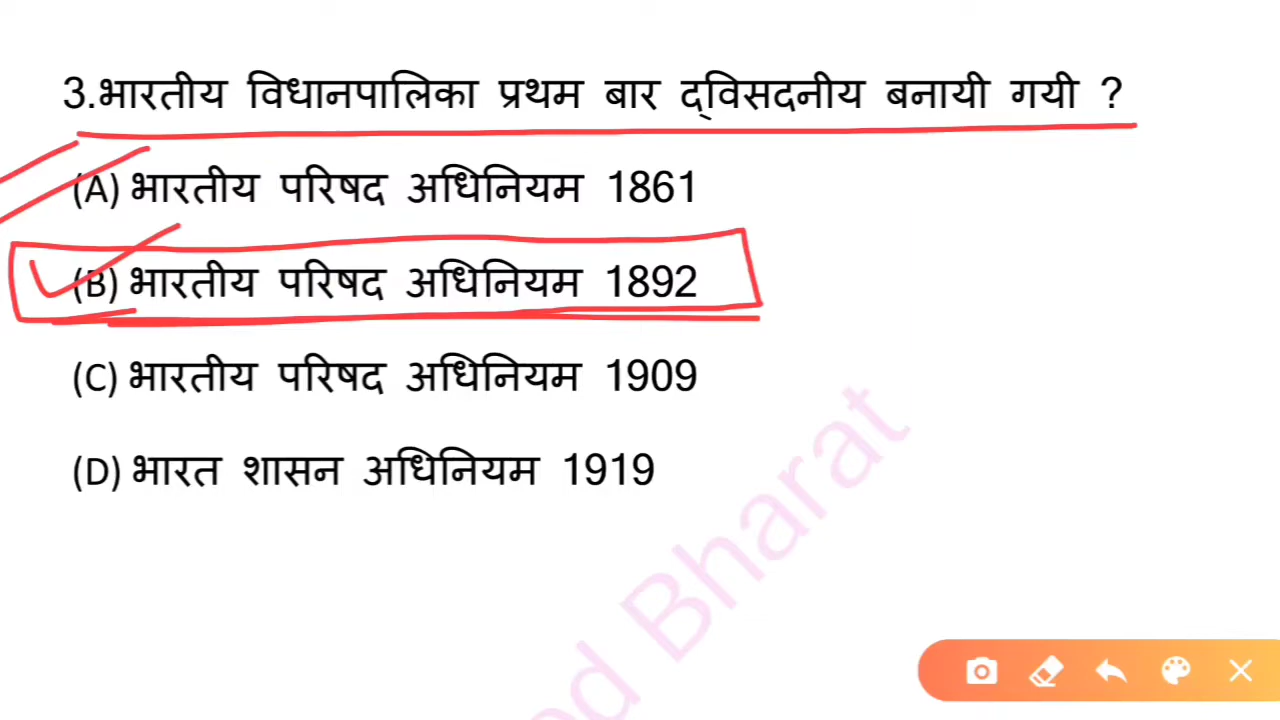 3.भारतीय विधानपालिका प्रथम बार द्विसदनीय बनायी गयी ?
(A) भारतीय परिषद अधिनियम 1861
(B) भारतीय परिषद अधिनियम 1892
(C) भारतीय परिषद अधिनियम 1909
(D) भारत शासन अधिनियम 1919
Bharat